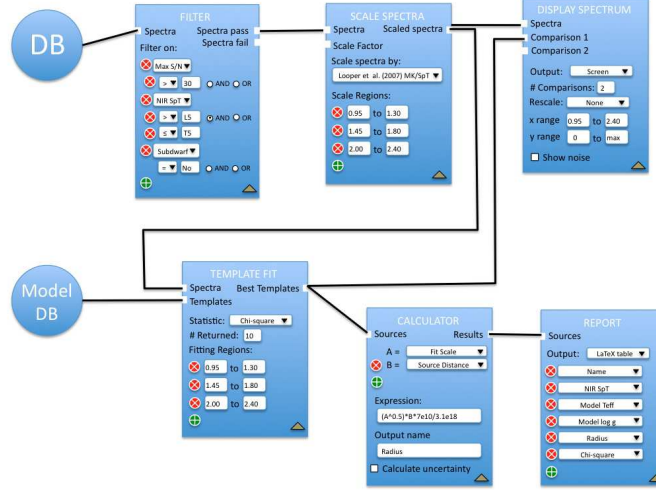 DB
FILTER
Spectra Spectra pass
Spectra fail
Filter on:
Max S/N
> 30 AND OR
NIR SpT
> L5 AND OR
≤ T5
Subdwarf
= No AND OR
SCALE SPECTRA
Spectra Scaled spectra
Scale Factor
Scale spectra by:
Looper et al. (2007) MK/SpT
Scale Regions:
0.95 to 1.30
1.45 to 1.80
2.00 to 2.40
DISPLAY SPECTRUM
Spectra
Comparison 1
Comparison 2
Output: Screen
# Comparisons: 2
Rescale: None
x range 0.95 to 2.40
y range 0 to max
Show noise
Model
DB
TEMPLATE FIT
Spectra Best Templates
Templates
Statistic: Chi-square
# Returned: 10
Fitting Regions:
0.95 to 1.30
1.45 to 1.80
2.00 to 2.40
CALCULATOR
Sources Results
A = Fit Scale
B = Source Distance
Expression:
(A^0.5)*B*7e10/3.1e18
Output name
Radius
Calculate uncertainty
REPORT
Sources
Output: LaTeX table
Name
NIR SpT
Model Teff
Model log g
Radius
Chi-square